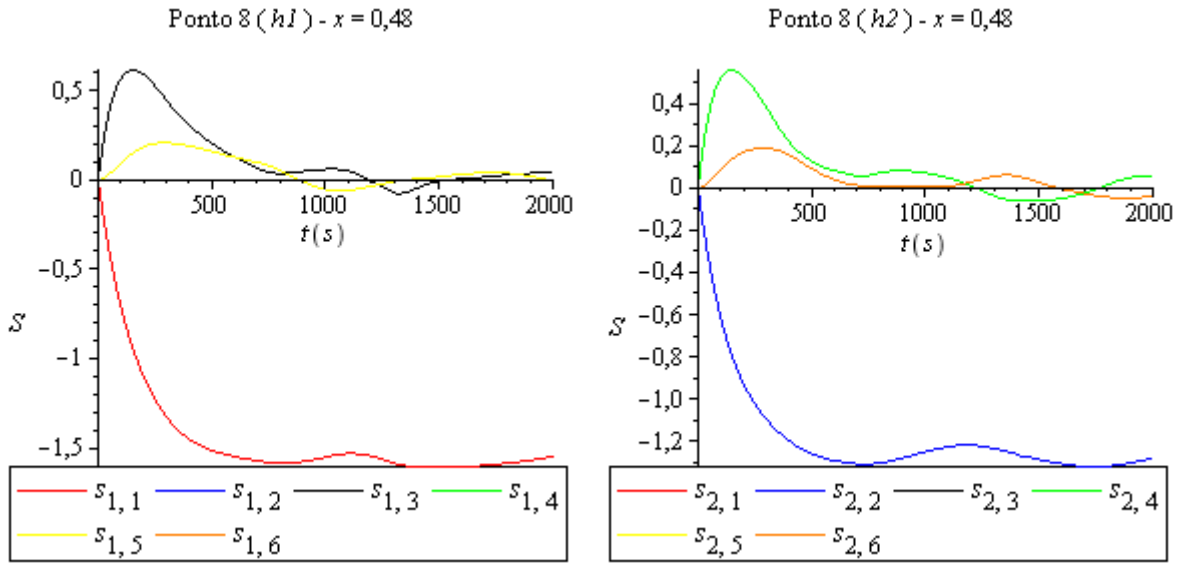 Ponto 8 (h1) - x = 0,48
0,5
0
500 1000 1500 2000
t(s)
−0,5
S
−1
−1,5
s1, 1 s1, 2 s1, 3 s1, 4
s1, 5 s1, 6
Ponto 8 (h2) - x = 0,48
0,4
0,2
0
500 1000 1500 2000
t(s)
−0,2
−0,4
−0,6
S
−0,8
−1,0
−1,2
s2, 1 s2, 2 s2, 3 s2, 4
s2, 5 s2, 6